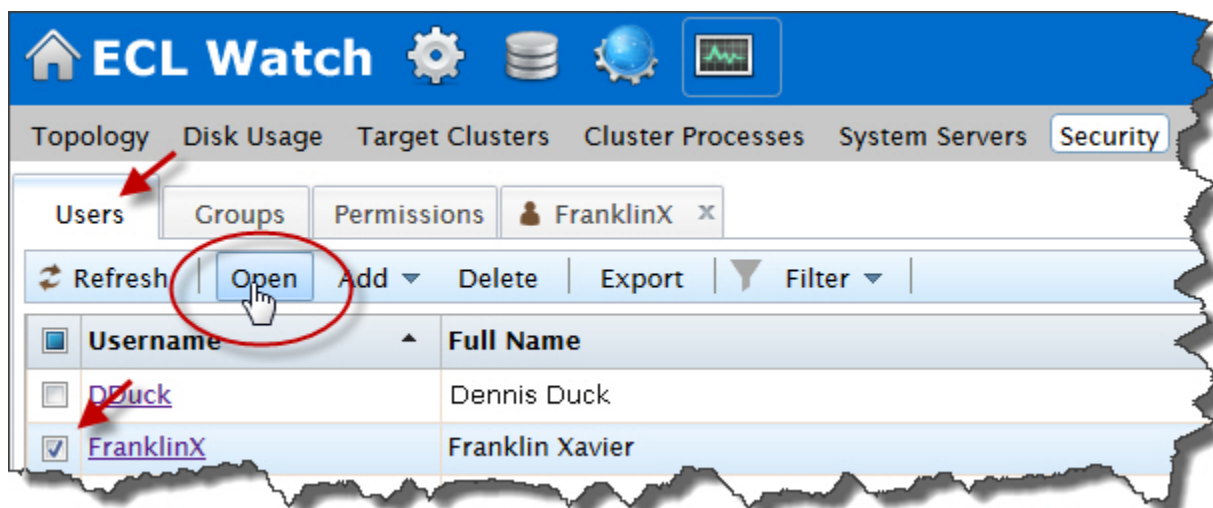 ECL Watch
Topology Disk Usage Target Clusters Cluster Processes System Servers Security
Users Groups Permissions FranklinX x
Refresh Open Add Delete Export Filter
Username Full Name
DDuck Dennis Duck
FranklinX Franklin Xavier